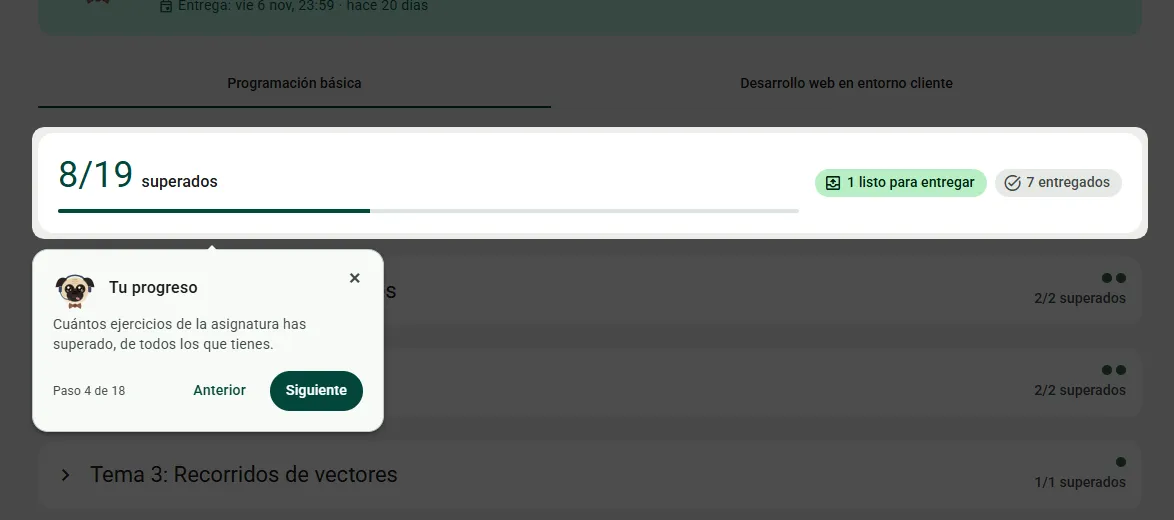 Entrega: vie 6 nov, 23:59 · hace 20 días
Programación básica
Desarrollo web en entorno cliente
8/19 superados
1 listo para entregar
7 entregados
Tu progreso
Cuántos ejercicios de la asignatura has
superado, de todos los que tienes.
Paso 4 de 18
Anterior
Siguiente
s
2/2 superados
2/2 superados
Tema 3: Recorridos de vectores
1/1 superados